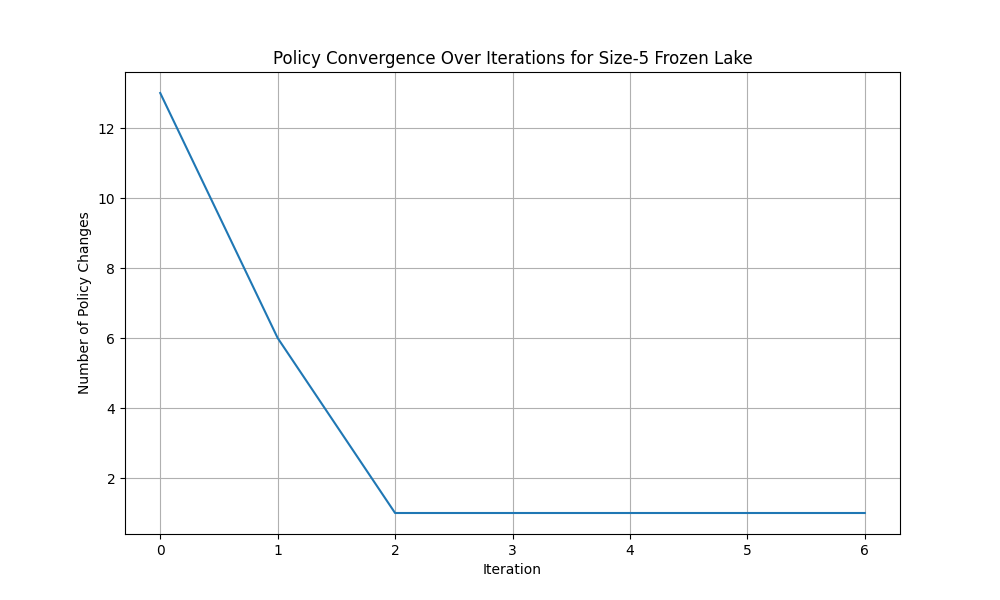 Policy Convergence Over Iterations for Size-5 Frozen Lake
Number of Policy Changes
12
10
8
6
4
2
0 1 2 3 4 5 6
Iteration